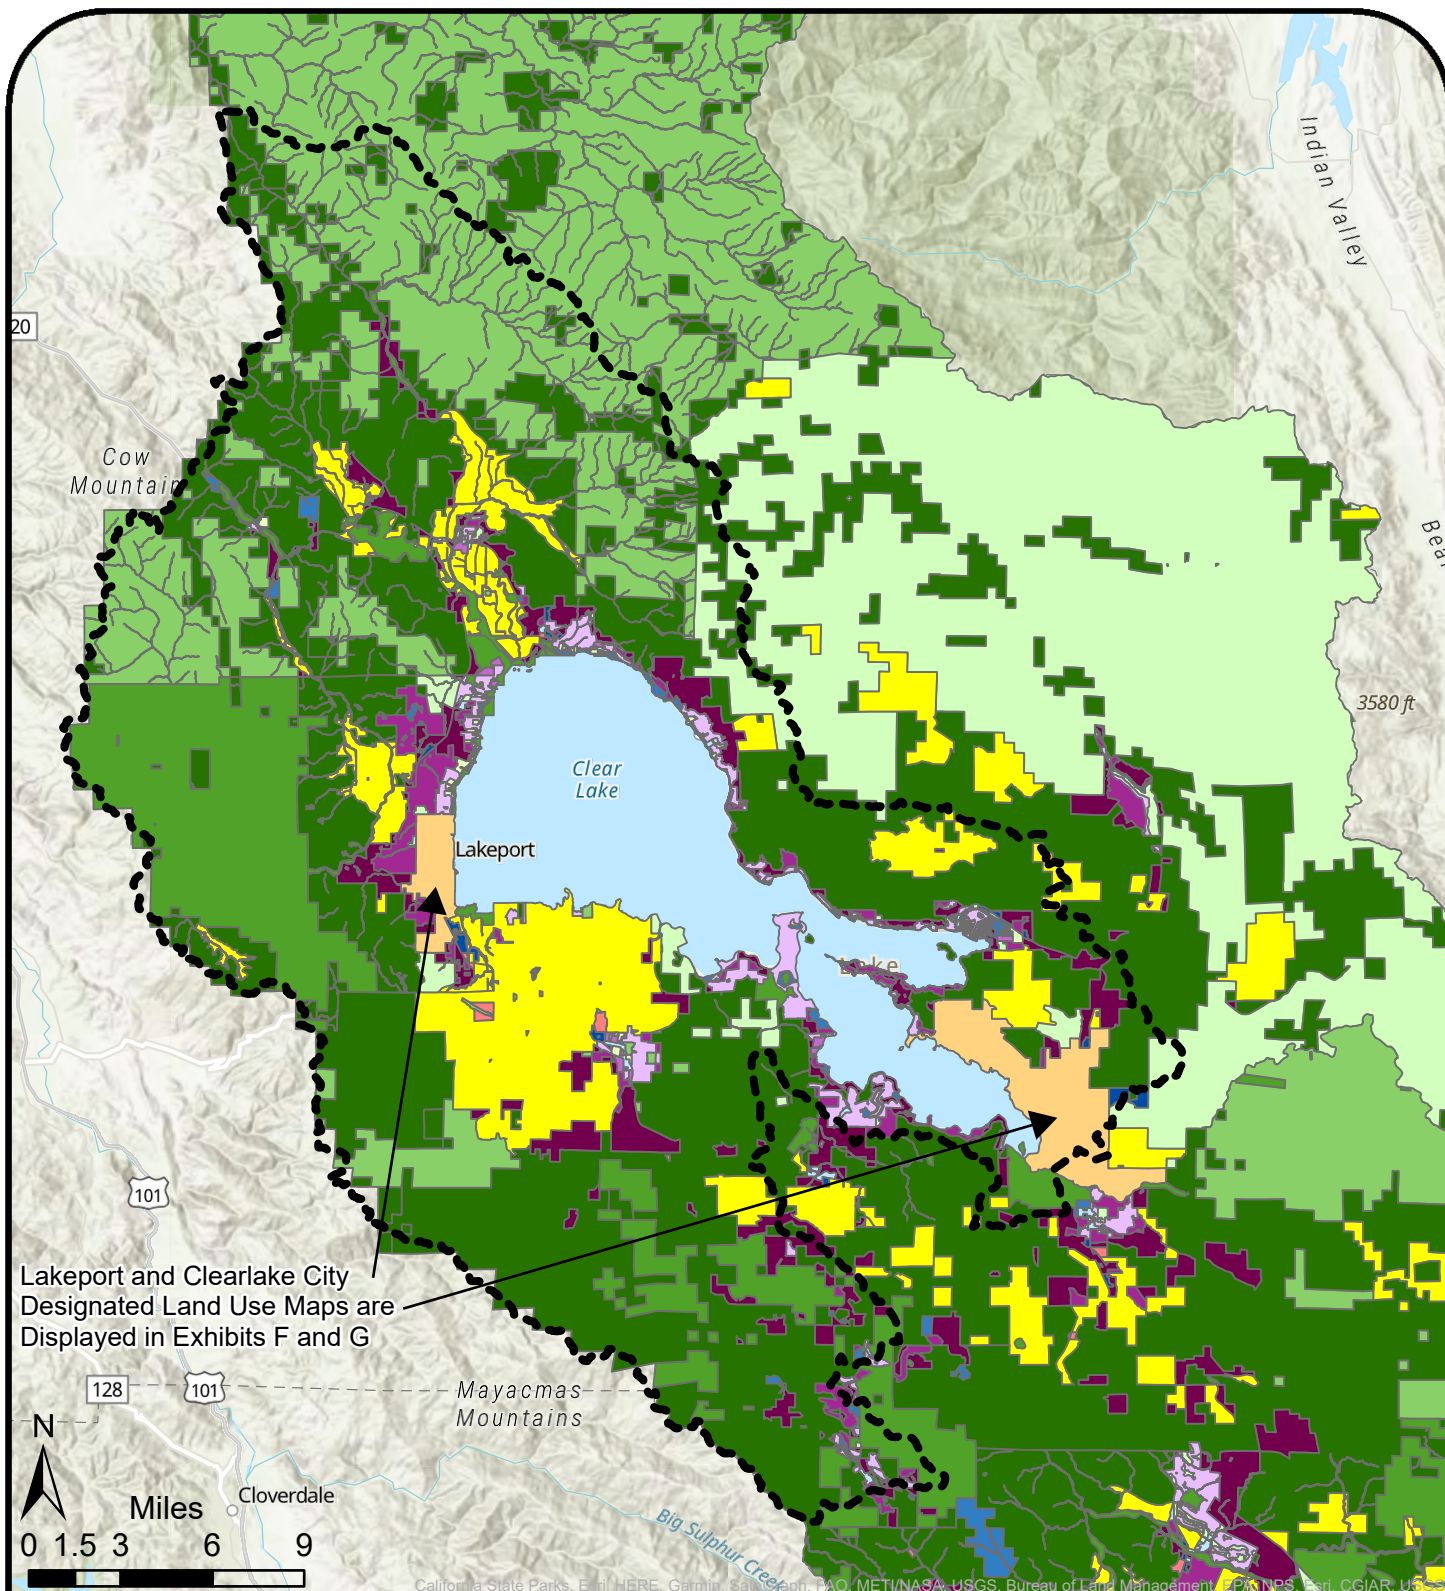 Indian Valley
20
Cow
Mountain
Bear
3580 ft
Clear
Lake
Lakeport
Lake
101
Lakeport and Clearlake City
Designated Land Use Maps are
Displayed in Exhibits F and G
128
101
Mayacmas
Mountains
N
Cloverdale
Miles
0 1.5 3 6 9
Big Sulphur Creek
California State Parks, Esri, HERE, Garmin, SafeGraph, FAO, METI/NASA, USGS, Bureau of Land Management, EPA, NPS, Esri, CGIAR, USGS